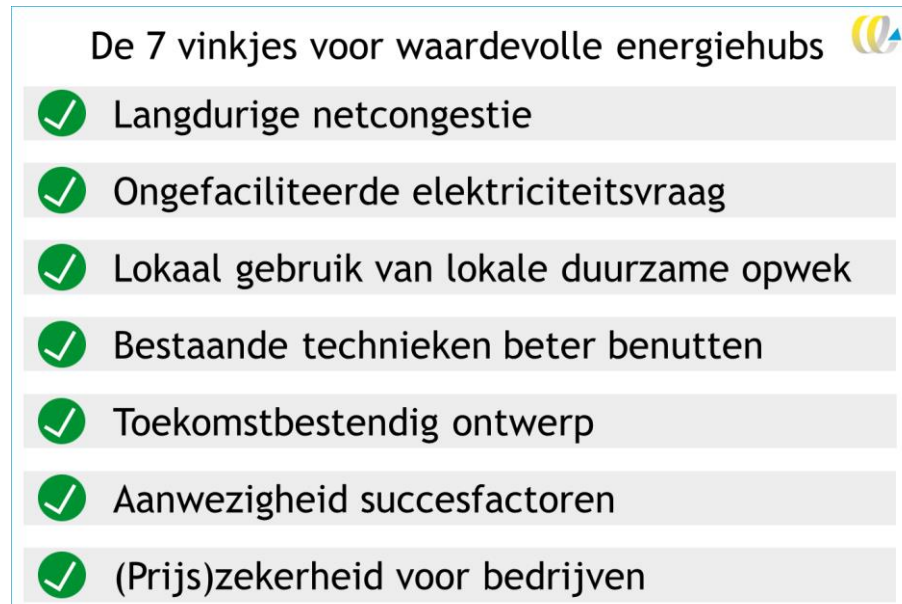 De 7 vinkjes voor waardevolle energiehubs
Langdurige netcongestie
Ongefaciliteerde elektriciteitsvraag
Lokaal gebruik van lokale duurzame opwek
Bestaande technieken beter benutten
Toekomstbestendig ontwerp
Aanwezigheid succesfactoren
(Prijs)zekerheid voor bedrijven